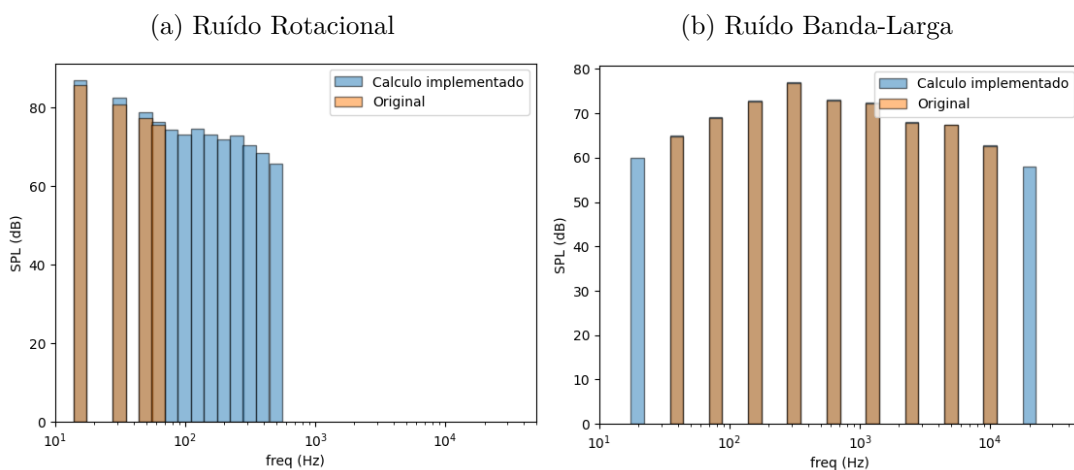 (a) Ruído Rotacional
Calculo implementado
Original
80
60
40
20
0
SPL (dB)
10^1
10^2
10^3
10^4
freq (Hz)
(b) Ruído Banda-Larga
Calculo implementado
Original
80
70
60
50
40
30
20
10
0
SPL (dB)
10^1
10^2
10^3
10^4
freq (Hz)